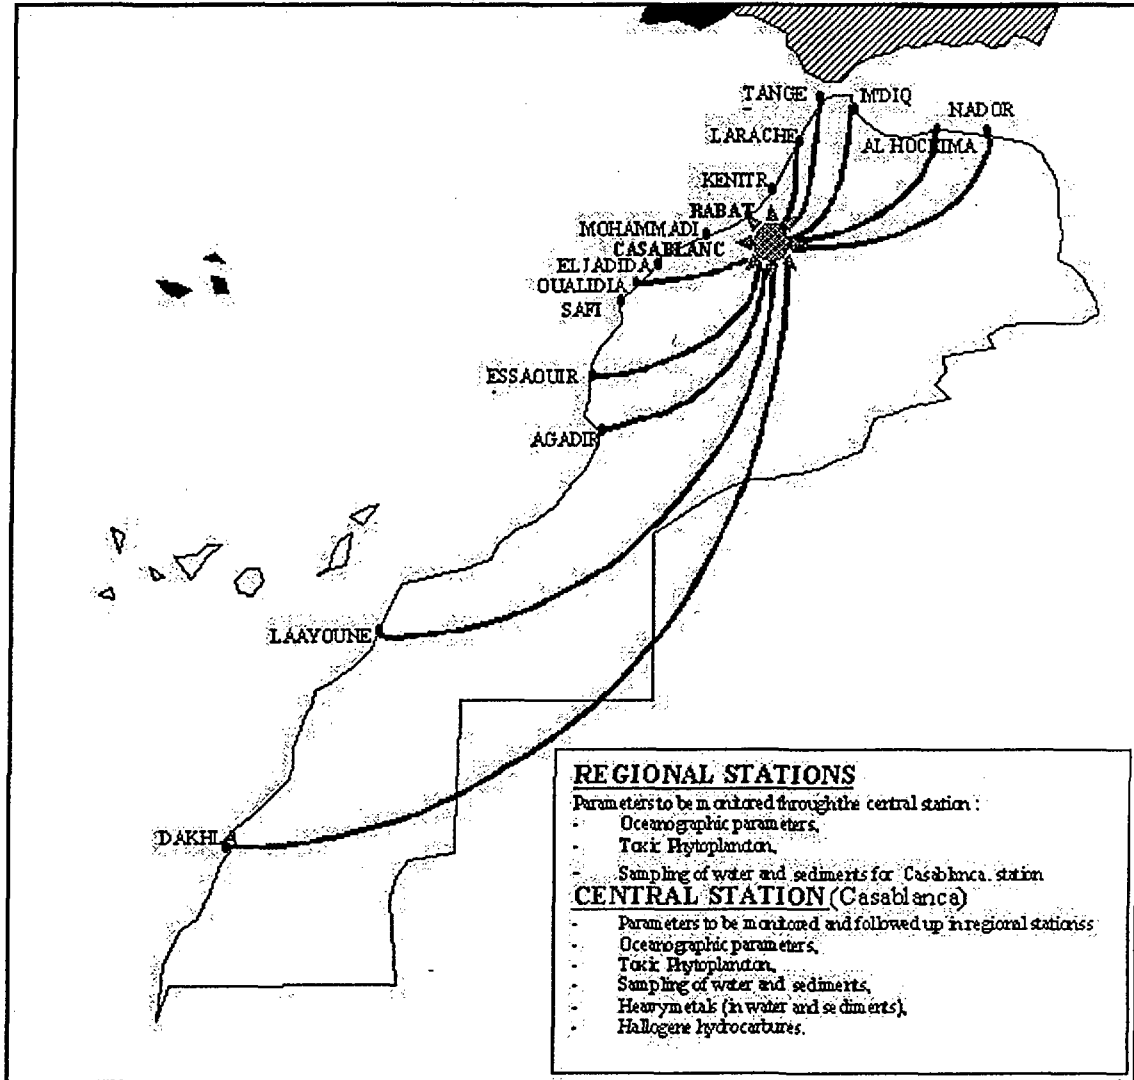 TANGE
M'DIQ
NADOR
LARACHE
AL HOCEIMA
KENITR
RABAT
MOHAMMADI
CASABLANC
ELJADIDA
OUALIDIA
SAFI
ESSAOUIR
AGADIR
LAAYOUNE
DAKHLA
REGIONAL STATIONS
Parameters to be monitored through the central station :
- Oceanographic parameters,
- Toxic Phytoplancton,
- Sampling of water and sediments for Casablnca. station
CENTRAL STATION (Casablanca)
- Parameters to be monitored and followed up in regional stationss
- Oceanographic parameters,
- Toxic Phytoplancton,
- Sampling of water and sediments,
- Heavymetals (in water and sediments),
- Hallogene hydrocarbures.